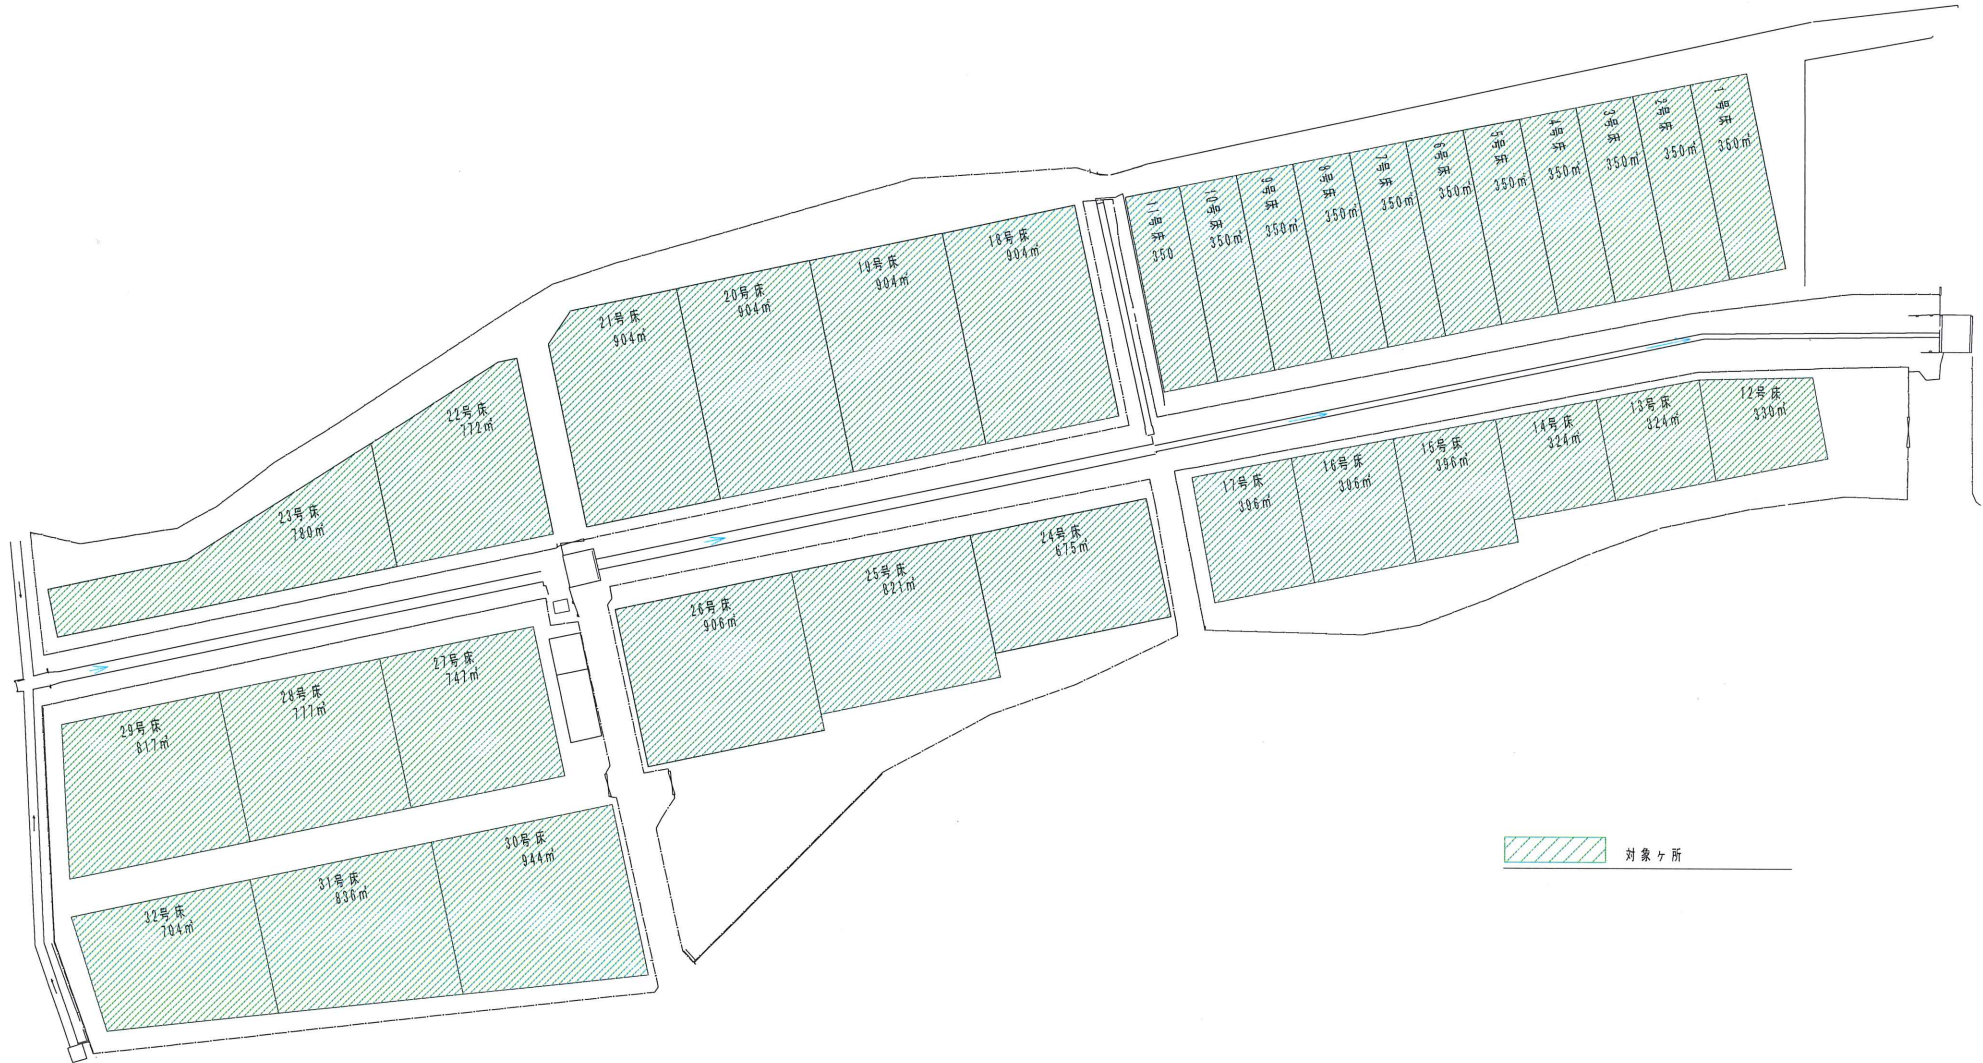 1号床
360㎡
2号床
350㎡
3号床
350㎡
4号床
350㎡
5号床
350㎡
6号床
350㎡
7号床
350㎡
8号床
350㎡
9号床
350㎡
10号床
350㎡
11号床
350
18号床
904㎡
19号床
904㎡
20号床
904㎡
21号床
904㎡
22号床
772㎡
23号床
780㎡
12号床
330㎡
13号床
324㎡
14号床
324㎡
15号床
396㎡
16号床
396㎡
17号床
396㎡
24号床
675㎡
25号床
821㎡
26号床
906㎡
27号床
747㎡
28号床
777㎡
29号床
817㎡
30号床
944㎡
31号床
836㎡
32号床
704㎡
対象ヶ所